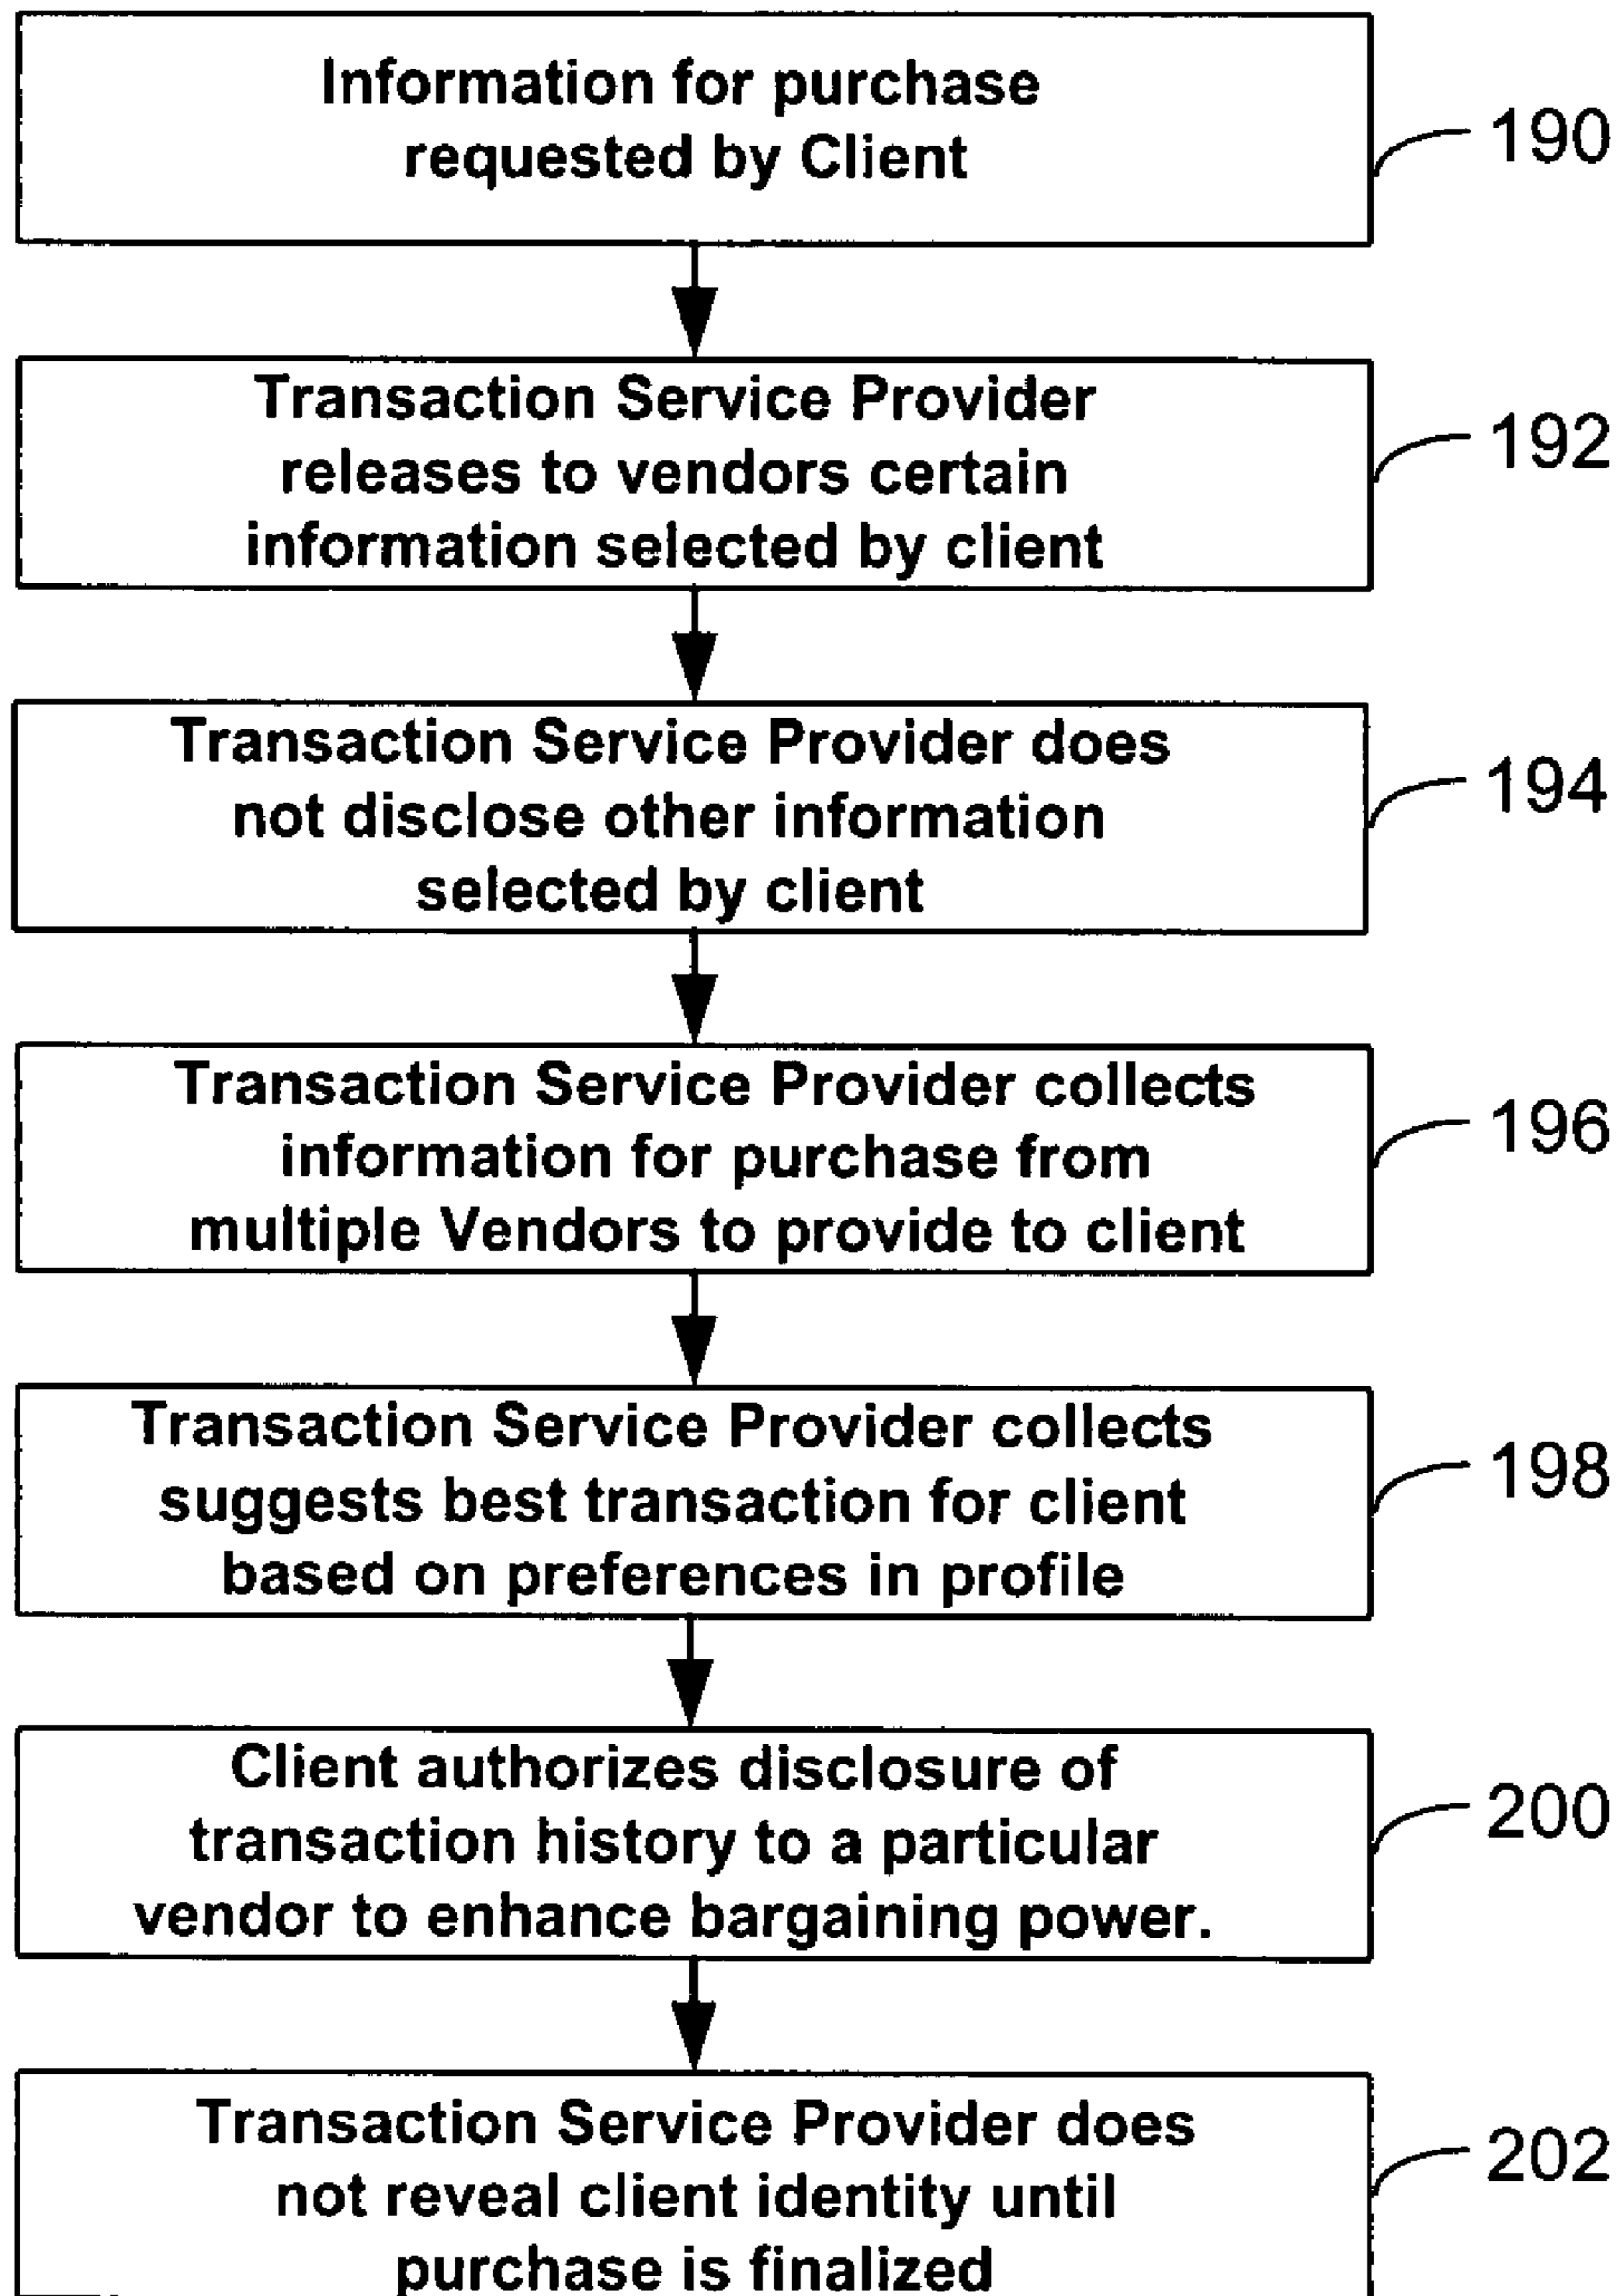 Information for purchase
requested by Client
190
Transaction Service Provider
releases to vendors certain
information selected by client
192
Transaction Service Provider does
not disclose other information
selected by client
194
Transaction Service Provider collects
information for purchase from
multiple Vendors to provide to client
196
Transaction Service Provider collects
suggests best transaction for client
based on preferences in profile
198
Client authorizes disclosure of
transaction history to a particular
vendor to enhance bargaining power.
200
Transaction Service Provider does
not reveal client identity until
purchase is finalized
202